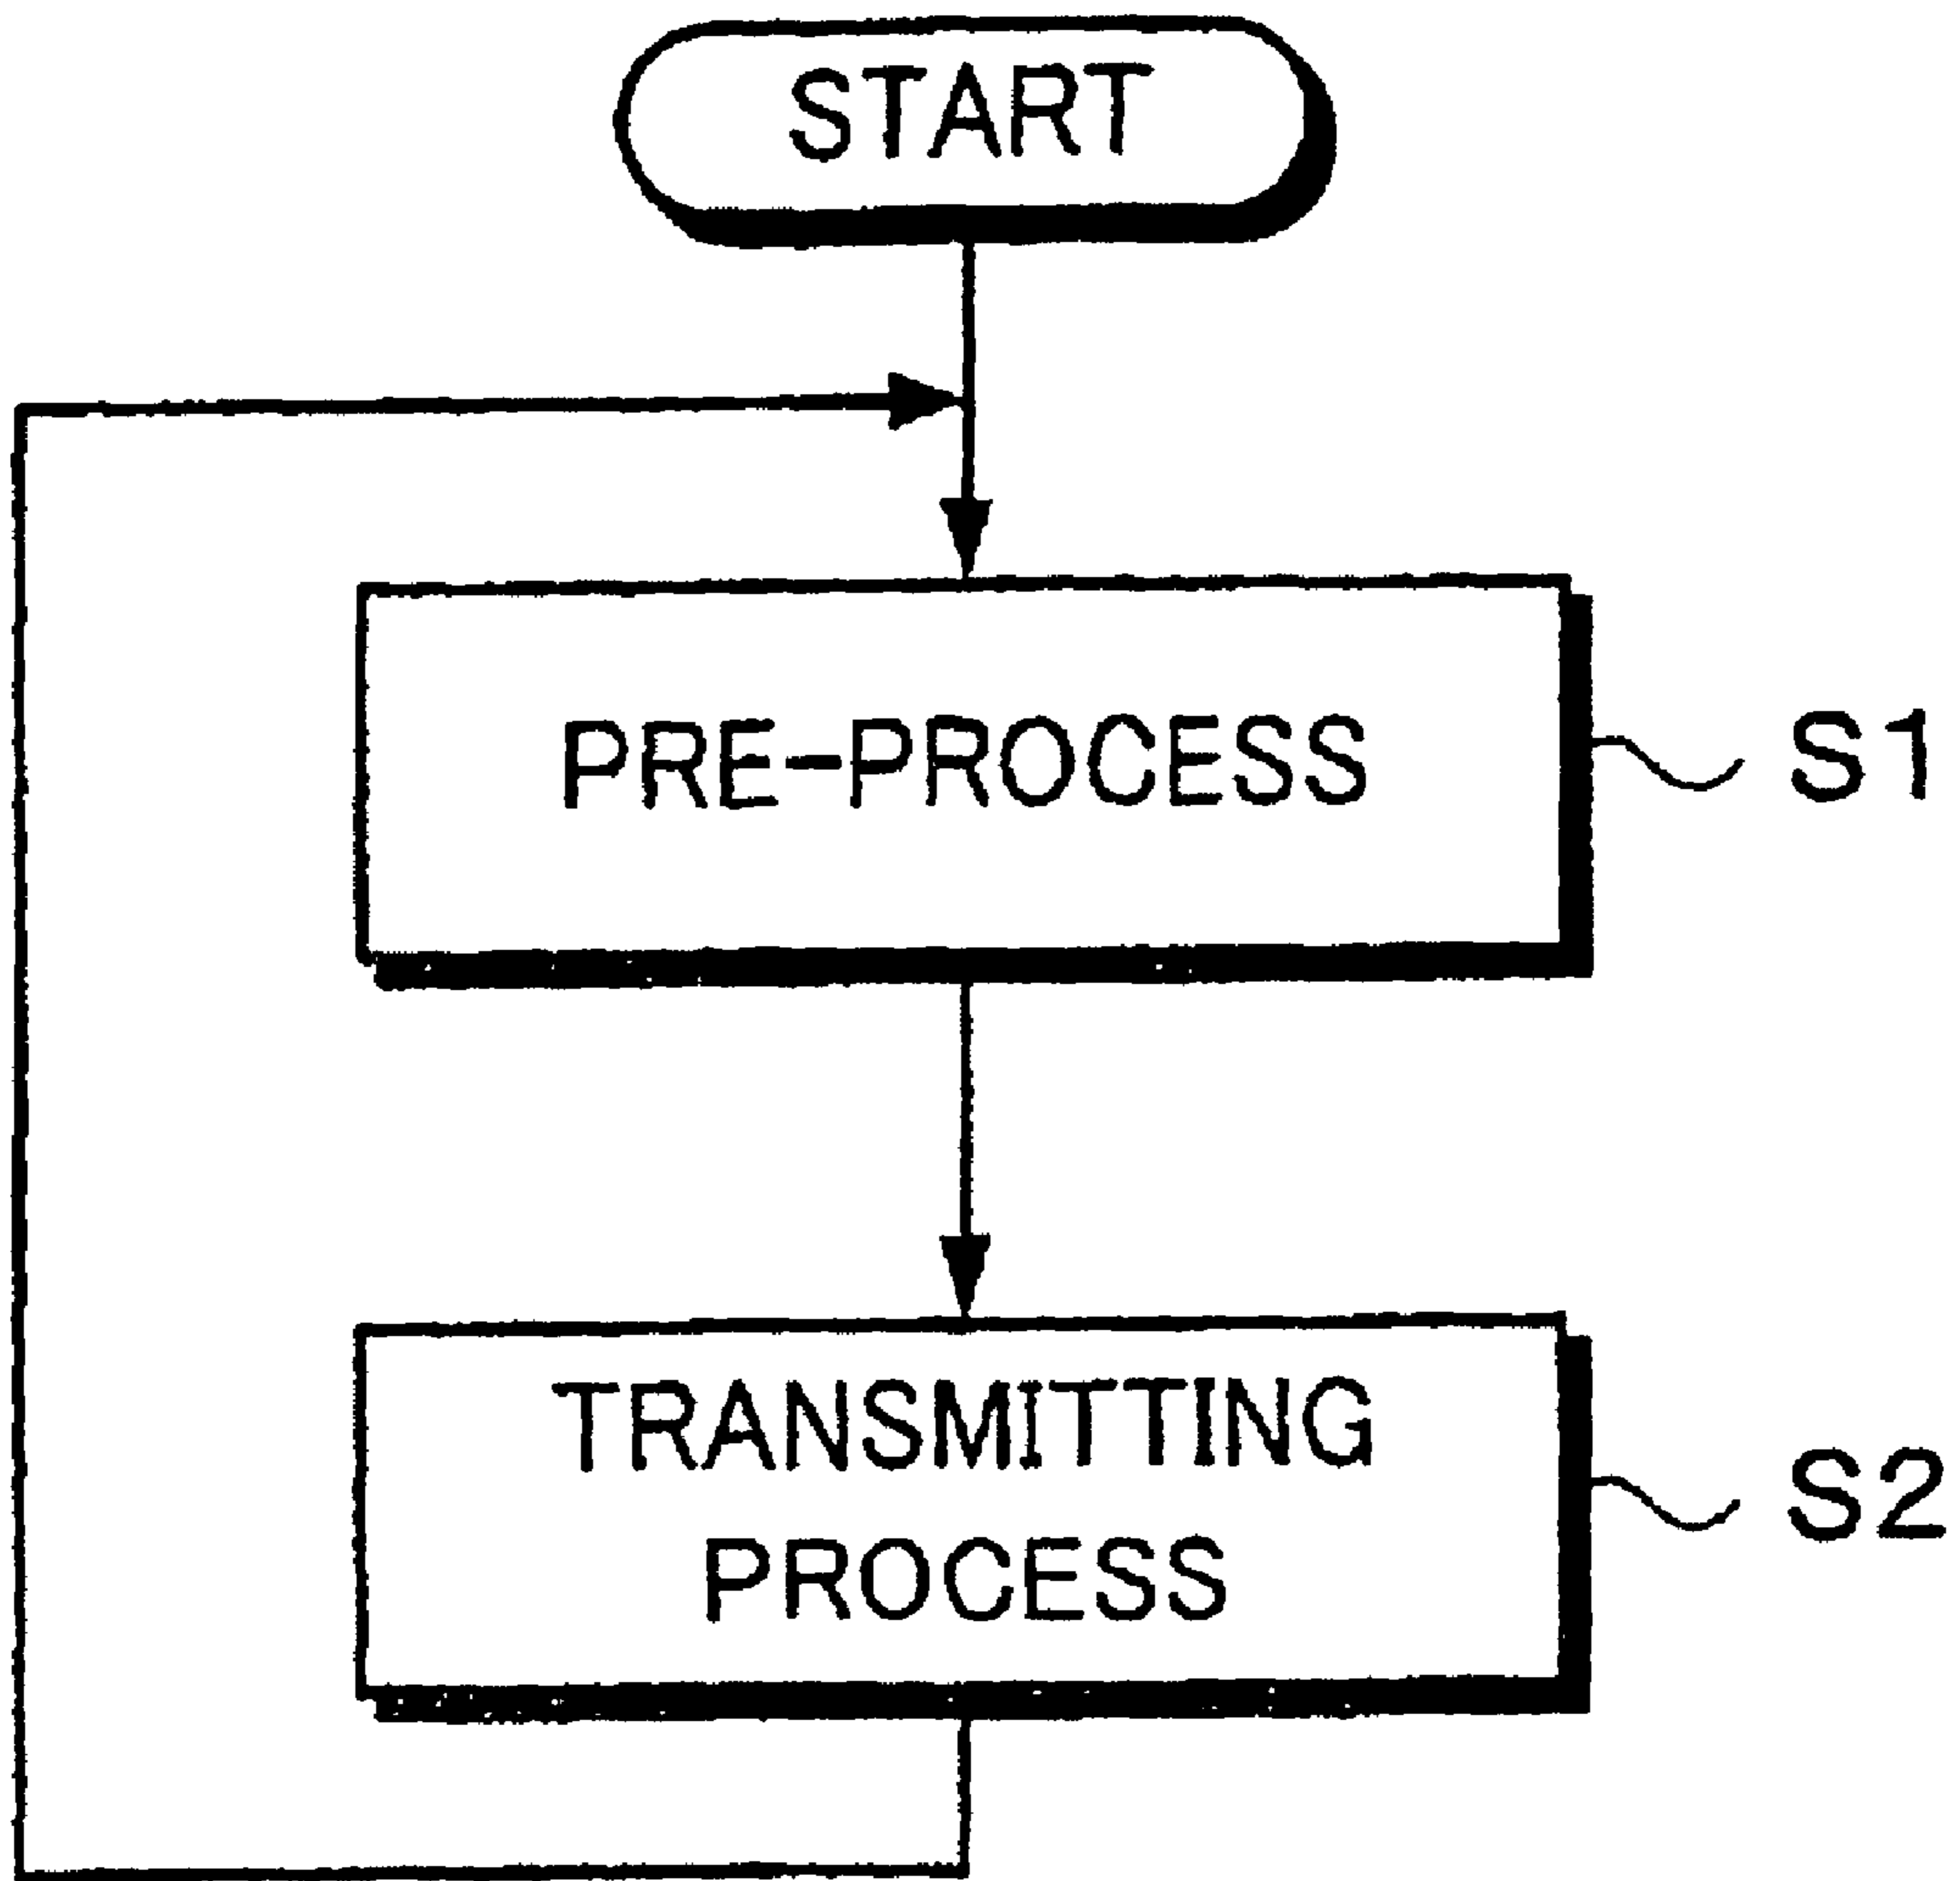 START
PRE-PROCESS
S1
TRANSMITTING
PROCESS
S2